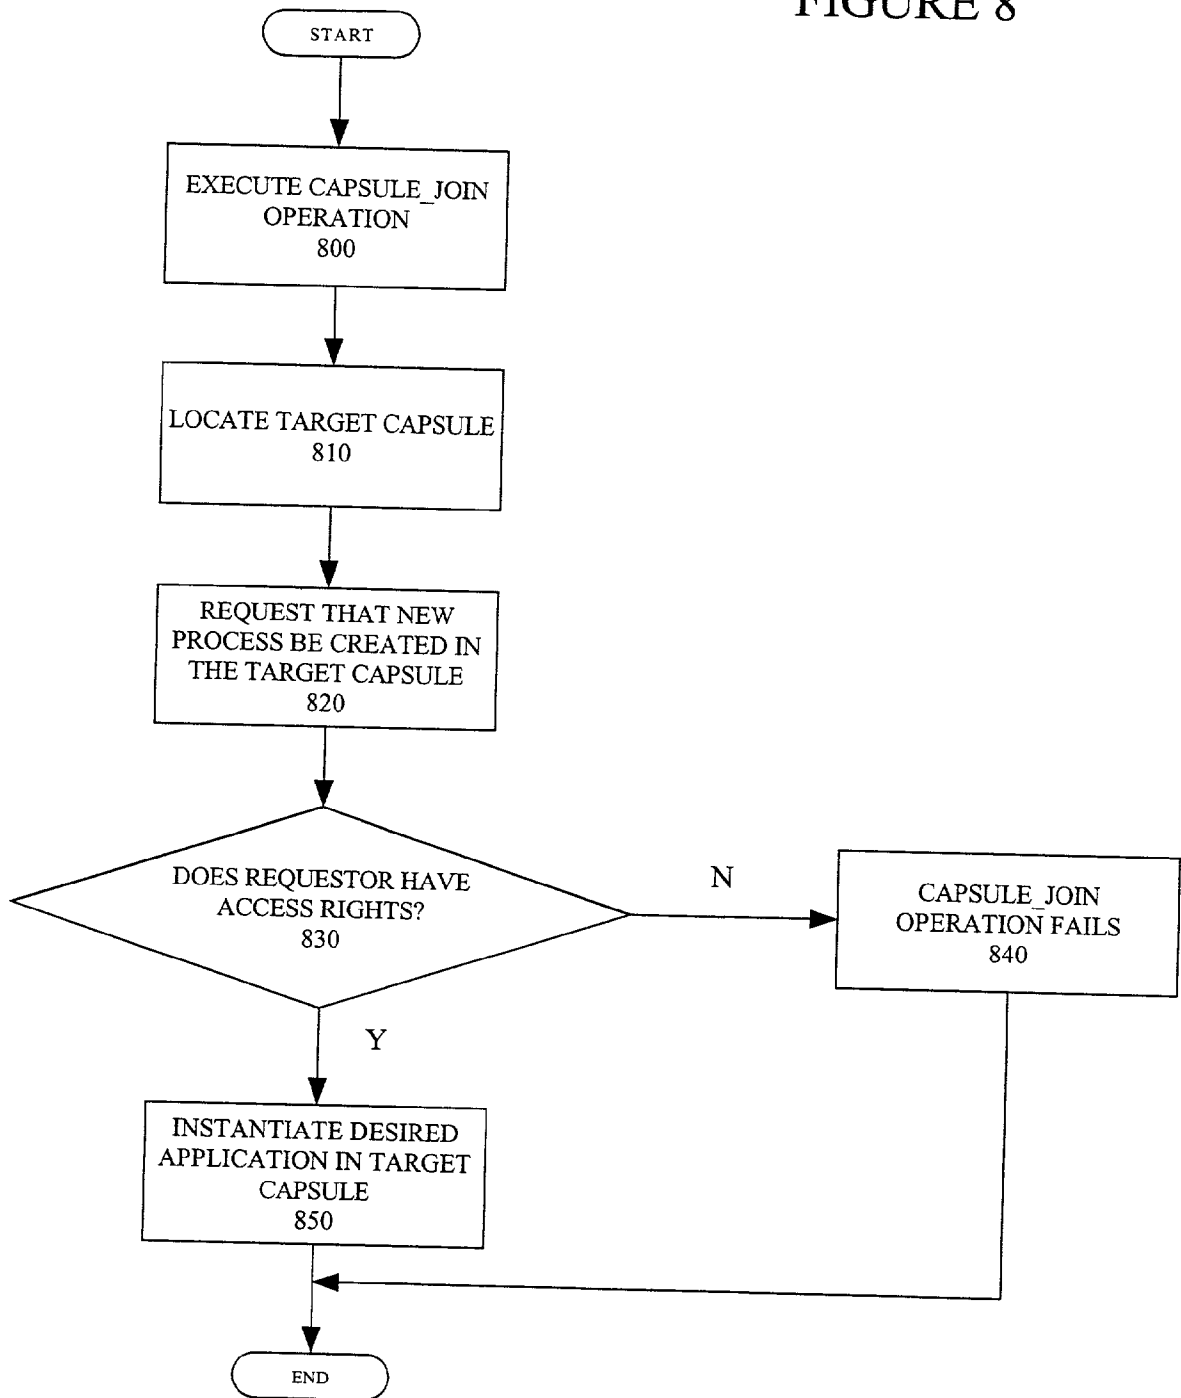 FIGURE 8
START
EXECUTE CAPSULE_JOIN
OPERATION
800
LOCATE TARGET CAPSULE
810
REQUEST THAT NEW
PROCESS BE CREATED IN
THE TARGET CAPSULE
820
DOES REQUESTOR HAVE
ACCESS RIGHTS?
830
N
CAPSULE_JOIN
OPERATION FAILS
840
Y
INSTANTIATE DESIRED
APPLICATION IN TARGET
CAPSULE
850
END